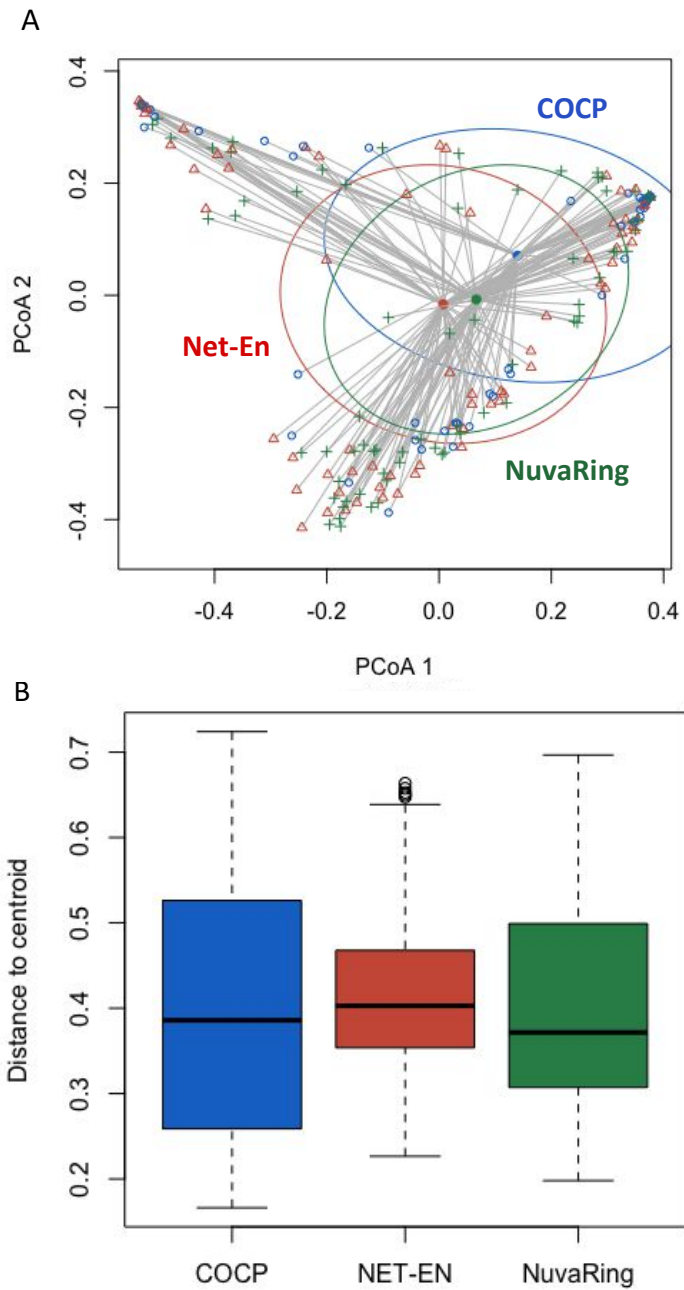 A
COCP
Net-En
NuvaRing
PCoA 2
0.4
0.2
0.0
-0.2
-0.4
-0.4 -0.2 0.0 0.2 0.4
PCoA 1
B
Distance to centroid
0.7
0.6
0.5
0.4
0.3
0.2
COCP NET-EN NuvaRing